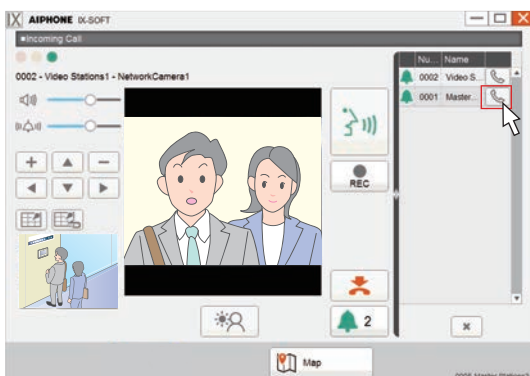 AIPHONE IX-SOFT
▪Incoming Call
0002 - Video Stations1 - NetworkCamera1
Nu... Name
0002 Video S...
0001 Master...
REC
2
Map